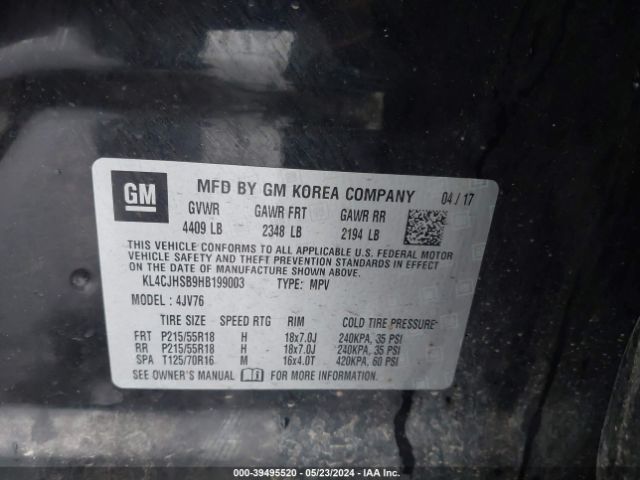 GM
MFD BY GM KOREA COMPANY 04 / 17
GVWR GAWR FRT GAWR RR
4409 LB 2348 LB 2194 LB
THIS VEHICLE CONFORMS TO ALL APPLICABLE U.S. FEDERAL MOTOR
VEHICLE SAFETY AND THEFT PREVENTION STANDARDS IN EFFECT
ON THE DATE OF MANUFACTURE SHOWN ABOVE.
KL4CJHSB9HB199003 TYPE: MPV
MODEL : 4JV76
TIRE SIZE SPEED RTG RIM COLD TIRE PRESSURE
FRT P215/55R18 H 18x7.0J 240KPA, 35 PSI
RR P215/55R18 H 18x7.0J 240KPA, 35 PSI
SPA T125/70R16 M 16x4.0T 420KPA, 60 PSI
SEE OWNER'S MANUAL FOR MORE INFORMATION.
000-39495520 - 05/23/2024 - IAA Inc.